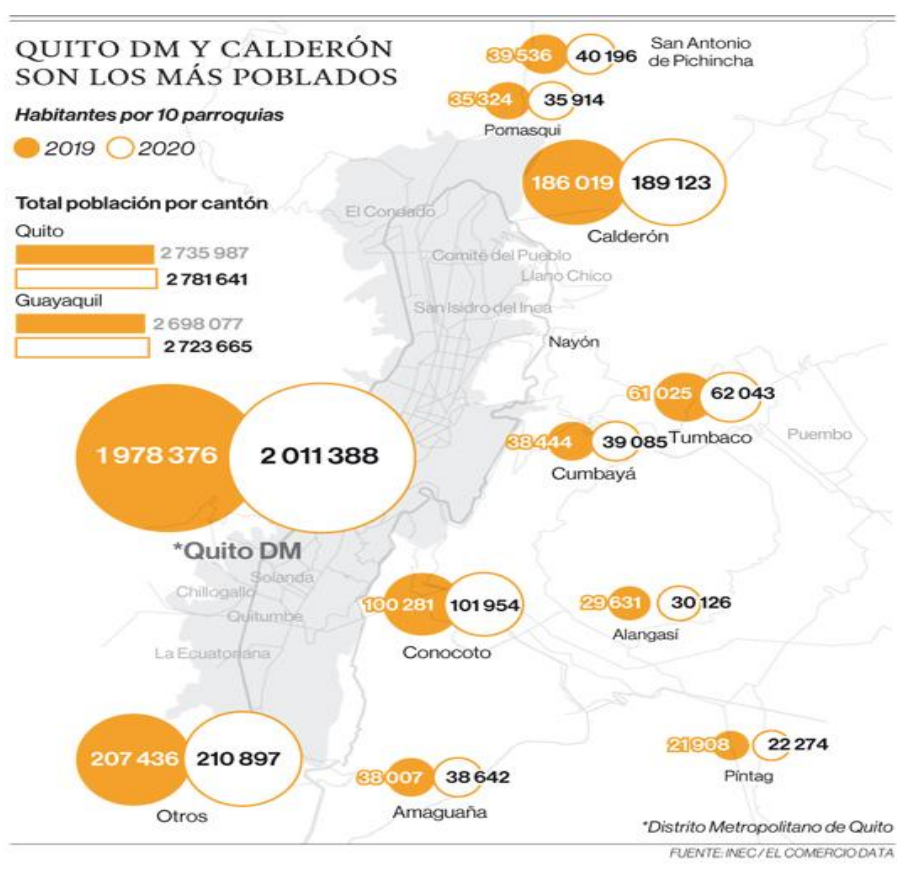 QUITO DM Y CALDERÓN
SON LOS MÁS POBLADOS
Habitantes por 10 parroquias
2019 2020
Total población por cantón
Quito
2 735 987
2 781 641
Guayaquil
2 698 077
2 723 665
39 536 40 196 San Antonio
de Pichincha
35 324 35 914
Pomasqui
186 019 189 123
Calderón
El Condado
Comité del Pueblo
Llano Chico
San Isidro del Inca
Nayón
61 025 62 043
Tumbaco
Puembo
38 444 39 085
Cumbayá
1 978 376 2 011 388
*Quito DM
Solanda
Chillogallo
Quitumbe
La Ecuatoriana
100 281 101 954
Conocoto
29 631 30 126
Alangasí
207 436 210 897
Otros
38 007 38 642
Amaguaña
21 908 22 274
Píntag
*Distrito Metropolitano de Quito
FUENTE: INEC / EL COMERCIO DATA